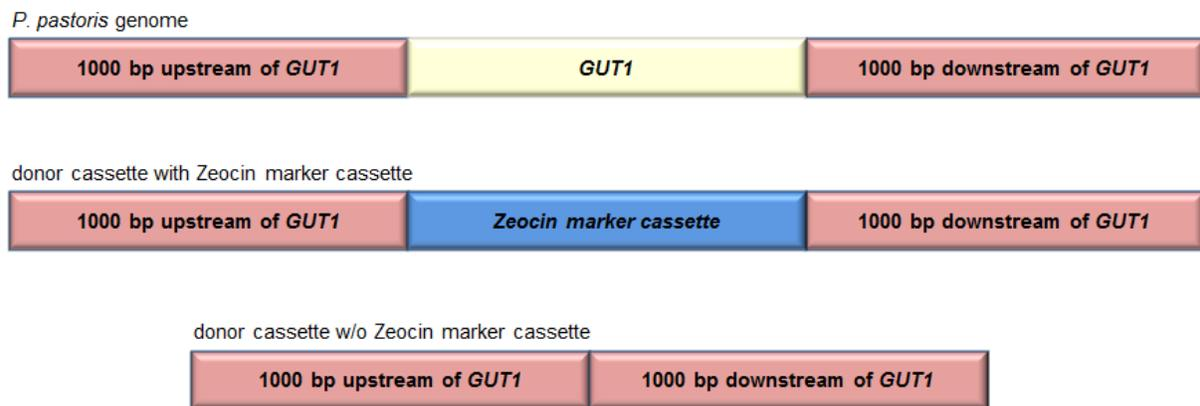 P. pastoris genome
1000 bp upstream of GUT1 GUT1 1000 bp downstream of GUT1
donor cassette with Zeocin marker cassette
1000 bp upstream of GUT1 Zeocin marker cassette 1000 bp downstream of GUT1
donor cassette w/o Zeocin marker cassette
1000 bp upstream of GUT1 1000 bp downstream of GUT1